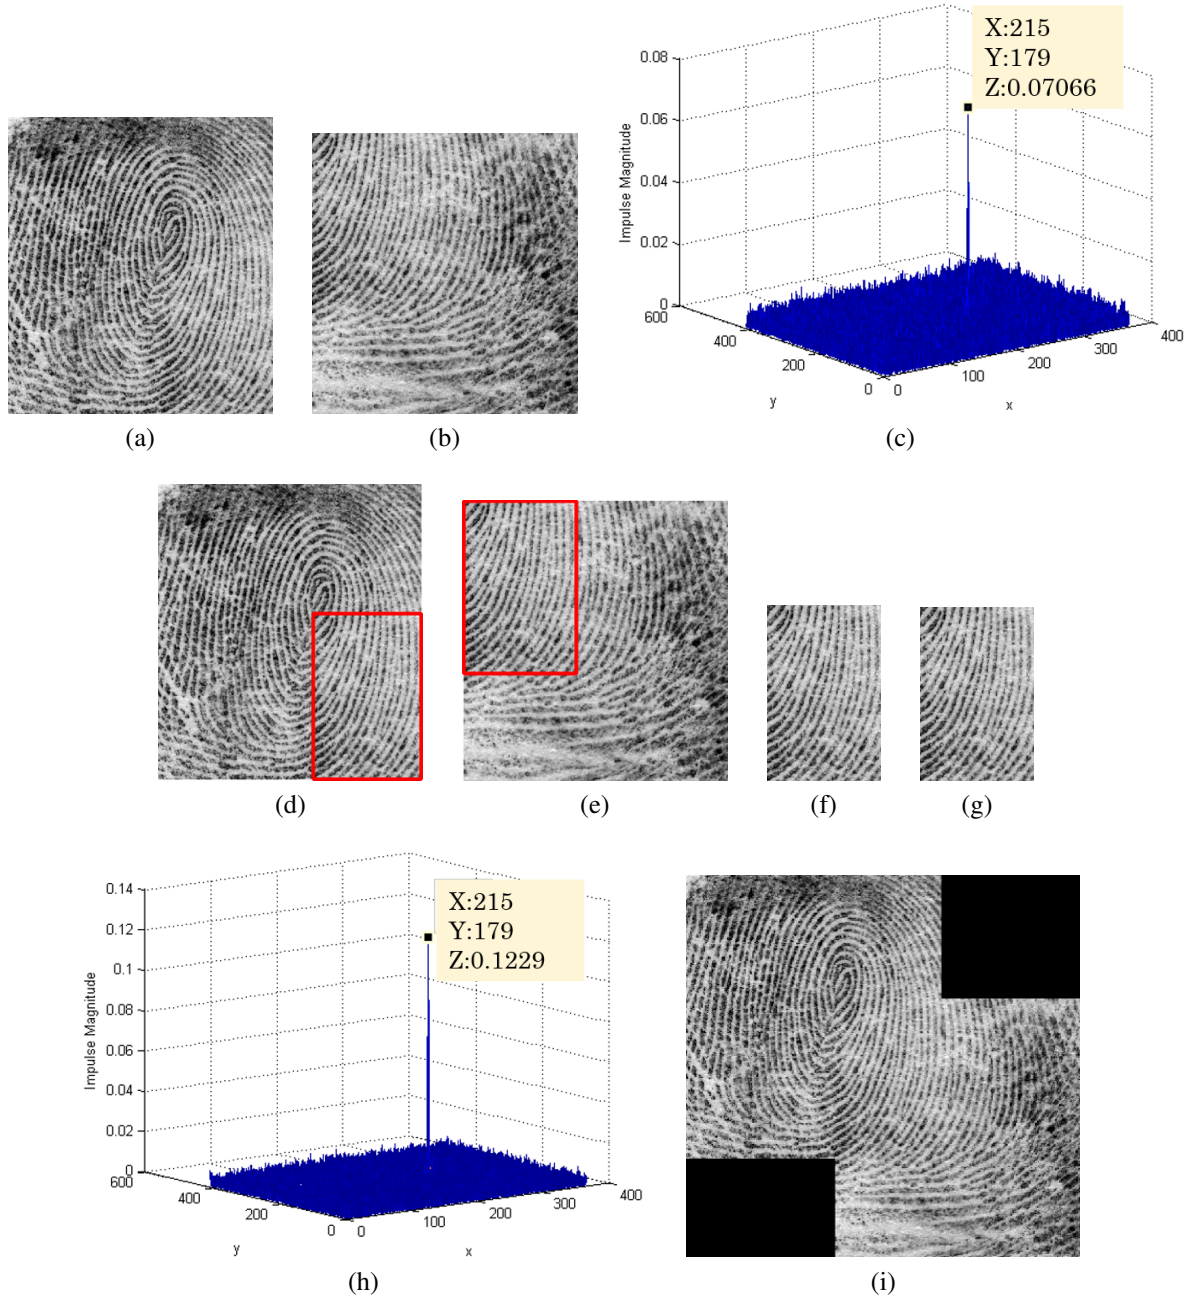 X:215
Y:179
Z:0.07066
0.08
0.06
0.04
0.02
0
Impulse Magnitude
600
400
200
0
0
100
200
300
400
y
x
(a)
(b)
(c)
(d)
(e)
(f)
(g)
X:215
Y:179
Z:0.1229
0.14
0.12
0.1
0.08
0.06
0.04
0.02
0
Impulse Magnitude
600
400
200
0
0
100
200
300
400
y
x
(h)
(i)